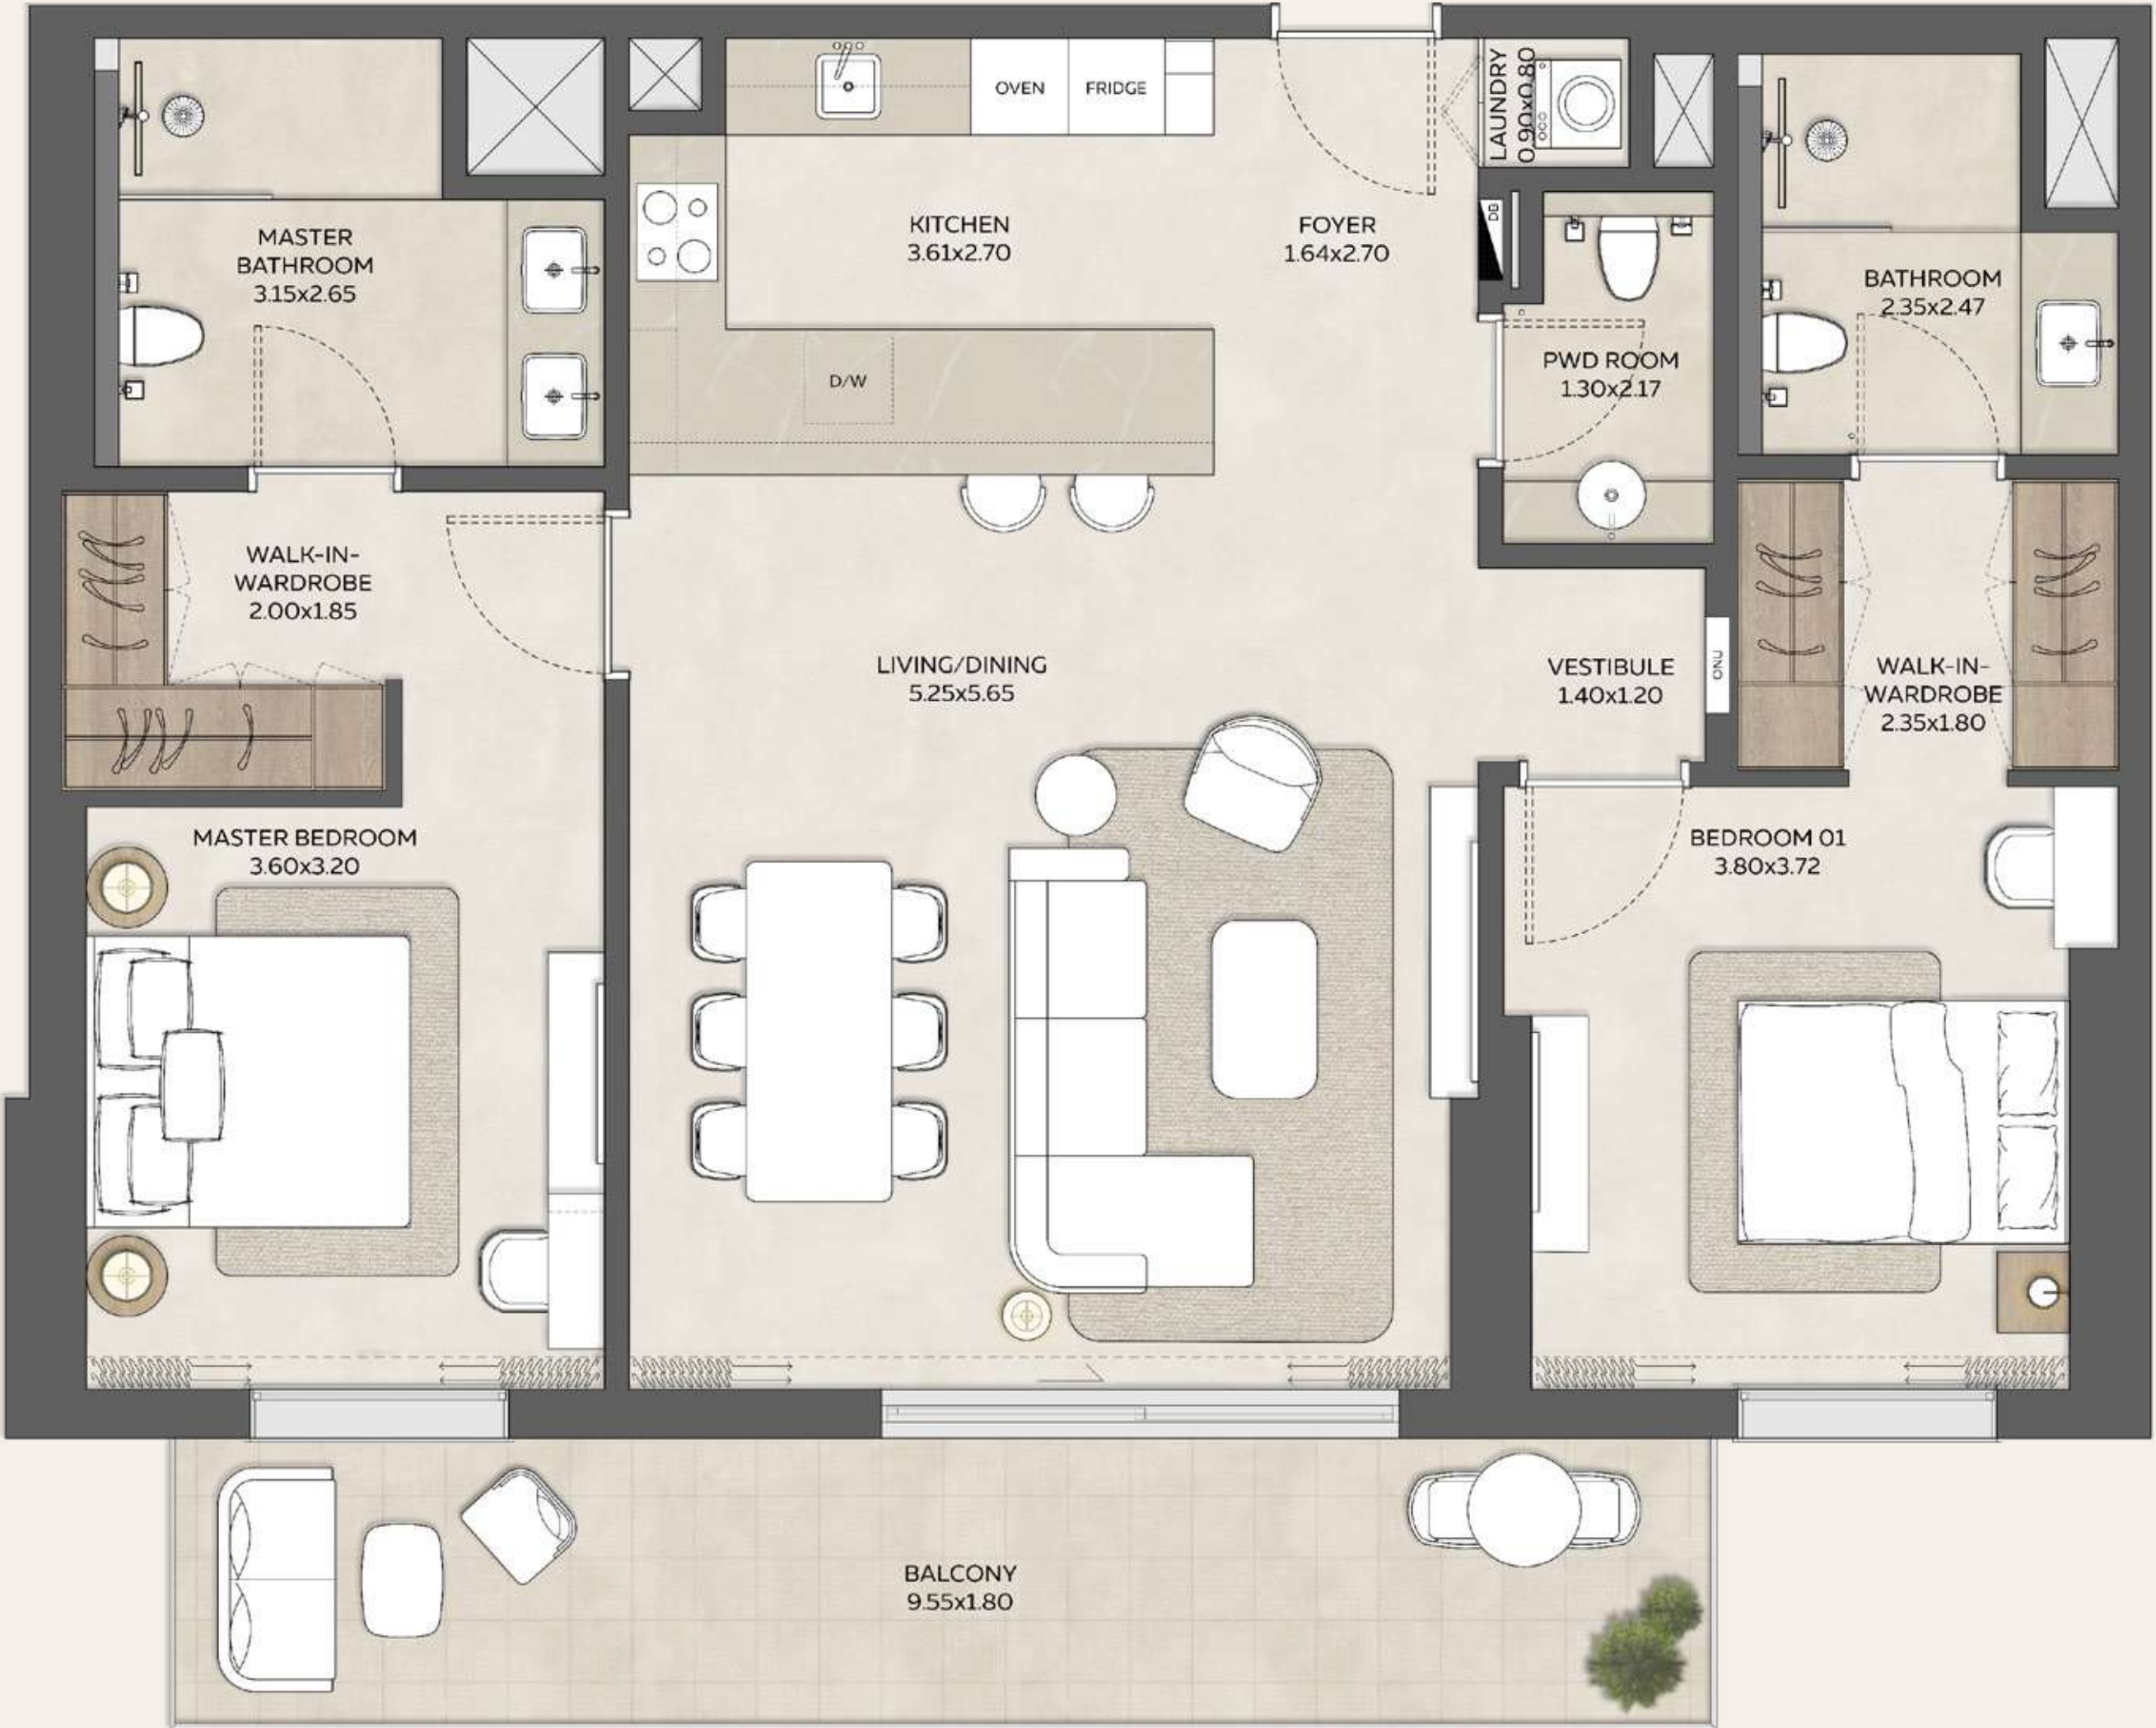 OVEN
FRIDGE
LAUNDRY
0.90x0.80
KITCHEN
3.61x2.70
FOYER
1.64x2.70
DB
MASTER
BATHROOM
3.15x2.65
BATHROOM
2.35x2.47
PWD ROOM
1.30x2.17
D/W
WALK-IN-
WARDROBE
2.00x1.85
LIVING/DINING
5.25x5.65
VESTIBULE
1.40x1.20
ONU
WALK-IN-
WARDROBE
2.35x1.80
MASTER BEDROOM
3.60x3.20
BEDROOM 01
3.80x3.72
BALCONY
9.55x1.80